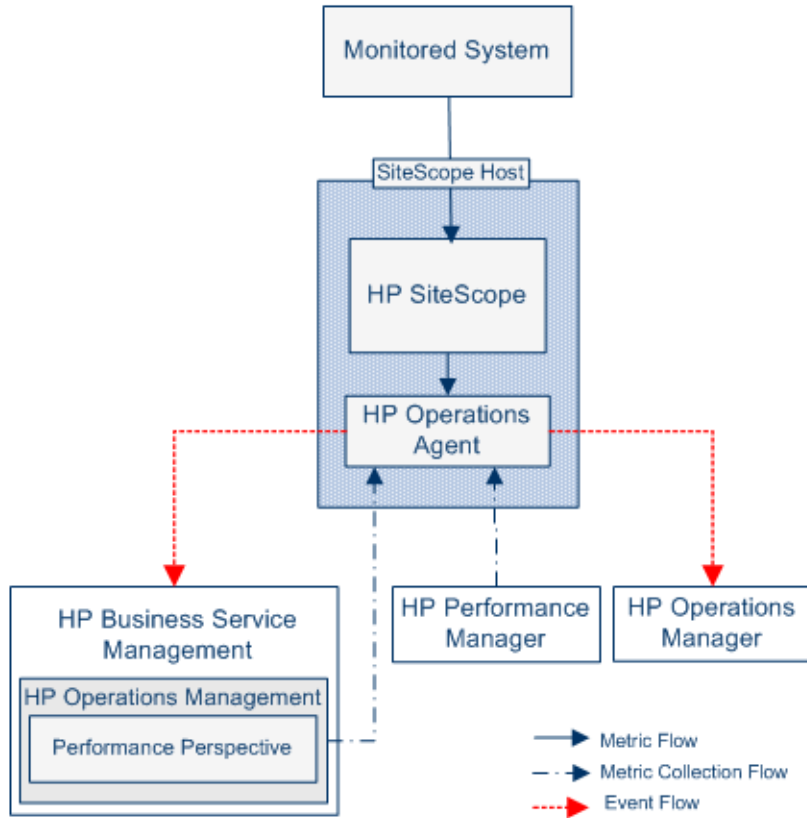 Monitored System
SiteScope Host
HP SiteScope
HP Operations
Agent
HP Business Service
Management
HP Operations Management
Performance Perspective
HP Performance
Manager
HP Operations
Manager
Metric Flow
Metric Collection Flow
Event Flow